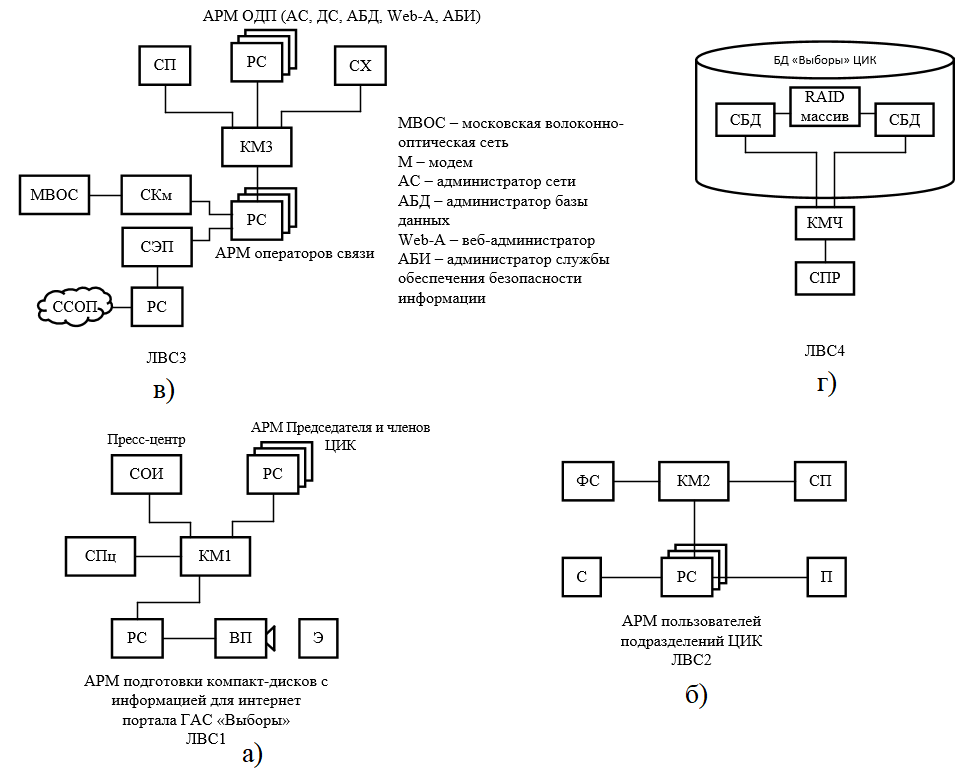 АРМ ОДП (АС, ДС, АБД, Web-А, АБИ)
СП
РС
СХ
КМ3
МВОС
СКм
РС
СЭП
АРМ операторов связи
ССОП
РС
ЛВС3
в)
МВОС – московская волоконно-
оптическая сеть
М – модем
АС – администратор сети
АБД – администратор базы
данных
Web-А – веб-администратор
АБИ – администратор службы
обеспечения безопасности
информации
БД «Выборы» ЦИК
СБД
RAID
массив
СБД
КМЧ
СПР
ЛВС4
г)
Пресс-центр
АРМ Председателя и членов
ЦИК
СОИ
РС
СПц
КМ1
РС
ВП
Э
АРМ подготовки компакт-дисков с
информацией для интернет
портала ГАС «Выборы»
ЛВС1
а)
ФС
КМ2
СП
С
РС
П
АРМ пользователей
подразделений ЦИК
ЛВС2
б)